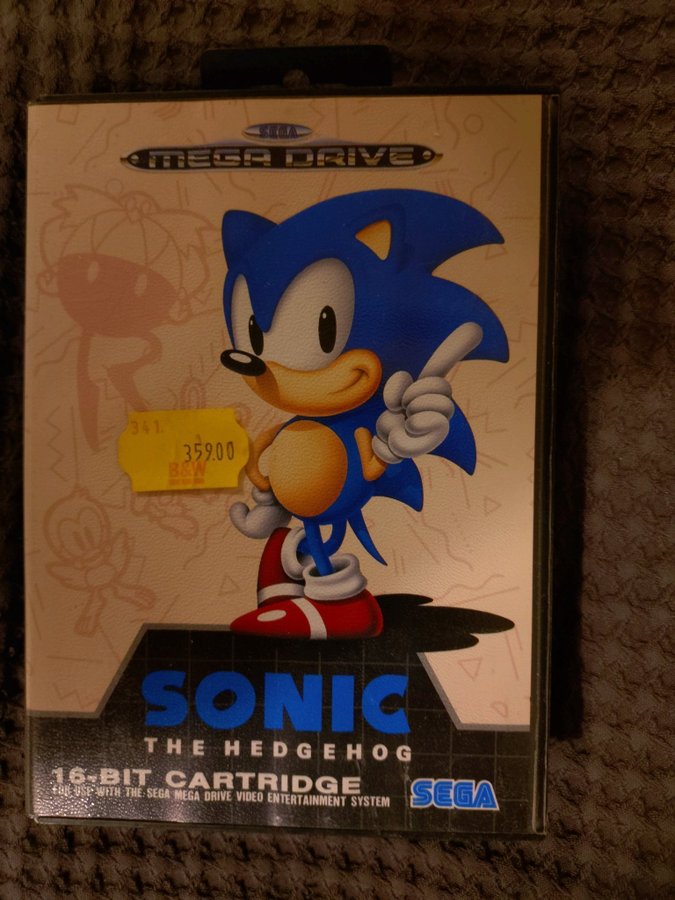 SEGA
MEGA DRIVE
341.
359.00
B&W
SONIC
THE HEDGEHOG
16-BIT CARTRIDGE
FOR USE WITH THE SEGA MEGA DRIVE VIDEO ENTERTAINMENT SYSTEM
SEGA